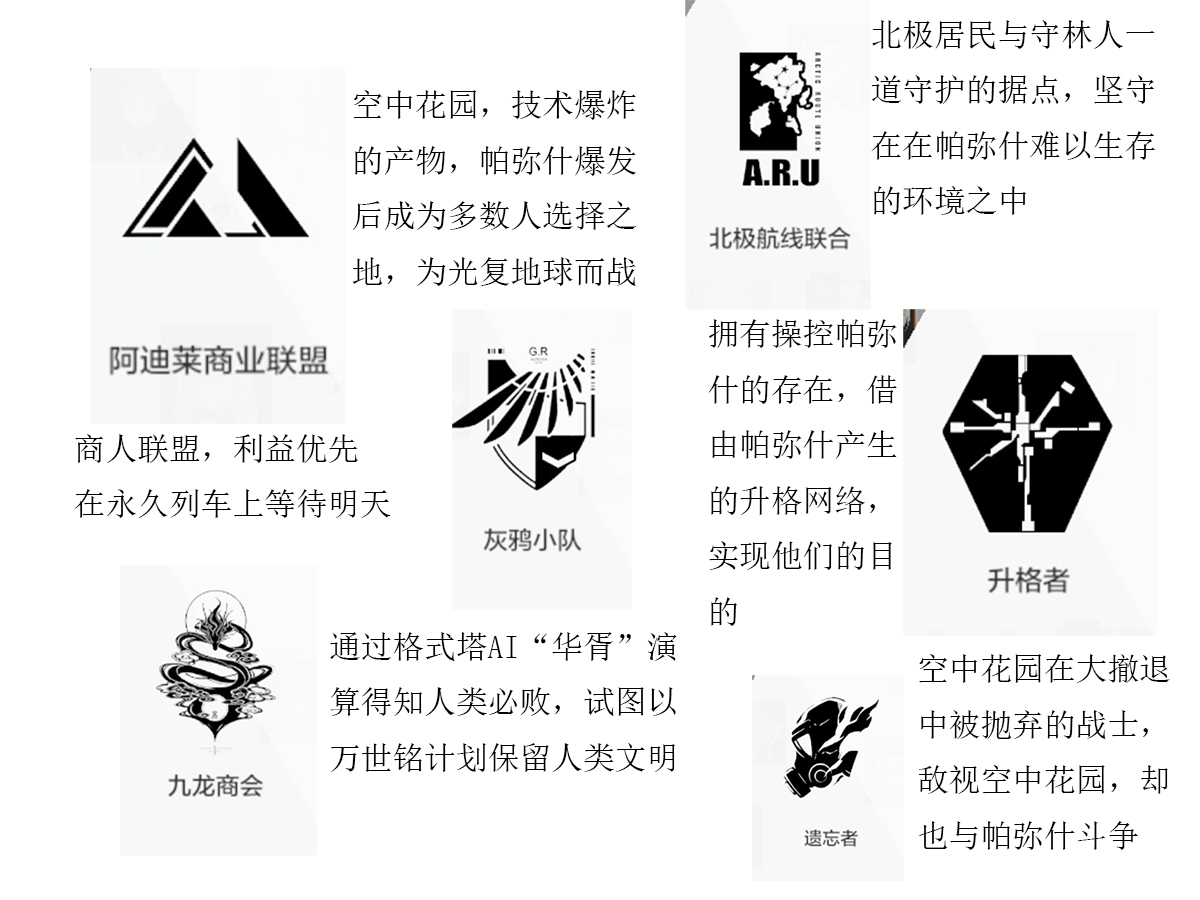 阿迪莱商业联盟
商人联盟，利益优先
在永久列车上等待明天
空中花园，技术爆炸
的产物，帕弥什爆发
后成为多数人选择之
地，为光复地球而战
G.R
灰鸦小队
ARCTIC ROUTE UNION
A.R.U
北极航线联合
北极居民与守林人一
道守护的据点，坚守
在在帕弥什难以生存
的环境之中
拥有操控帕弥
什的存在，借
由帕弥什产生
的升格网络，
实现他们的目
的
升格者
九龙商会
通过格式塔AI“华胥”演
算得知人类必败，试图以
万世铭计划保留人类文明
遗忘者
空中花园在大撤退
中被抛弃的战士，
敌视空中花园，却
也与帕弥什斗争